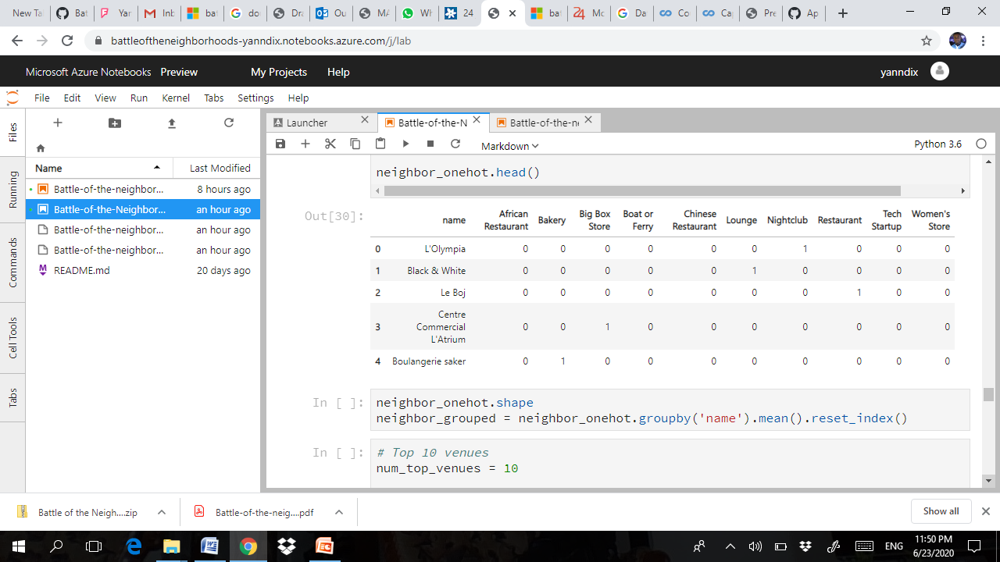 New Ta
Bat
Yar
Inb
bat
do
Dra
Ou
MA
Wh
24
bat
Mo
Da
Co
Ca
Pre
Ap
battleoftheneighborhoods-yanndix.notebooks.azure.com/j/lab
Microsoft Azure Notebooks Preview My Projects Help yanndix
File Edit View Run Kernel Tabs Settings Help
Files
Running
Commands
Cell Tools
Tabs
Name Last Modified
Battle-of-the-neighbor... 8 hours ago
Battle-of-the-Neighbor... an hour ago
Battle-of-the-neighbor... an hour ago
Battle-of-the-neighbor... an hour ago
README.md 20 days ago
Launcher
Battle-of-the-N
Battle-of-the-ne
Markdown Python 3.6
neighbor_onehot.head()
Out[30]:
name African Restaurant Bakery Big Box Store Boat or Ferry Chinese Restaurant Lounge Nightclub Restaurant Tech Startup Women's Store
0 L'Olympia 0 0 0 0 0 0 1 0 0 0
1 Black & White 0 0 0 0 0 1 0 0 0 0
2 Le Boj 0 0 0 0 0 0 0 1 0 0
3 Centre Commercial L'Atrium 0 0 1 0 0 0 0 0 0 0
4 Boulangerie saker 0 1 0 0 0 0 0 0 0 0
In [ ]: neighbor_onehot.shape
neighbor_grouped = neighbor_onehot.groupby('name').mean().reset_index()
In [ ]: # Top 10 venues
num_top_venues = 10
Battle of the Neigh....zip
Battle-of-the-neig....pdf
Show all
ENG
11:50 PM
6/23/2020